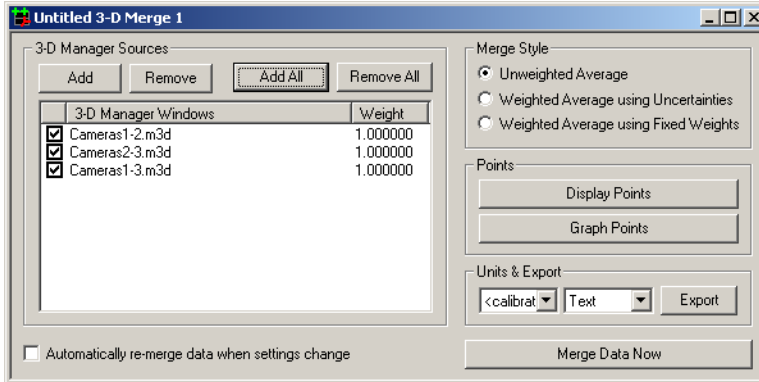 Untitled 3-D Merge 1
3-D Manager Sources
Add
Remove
Add All
Remove All
3-D Manager Windows
Weight
Cameras1-2.m3d
1.000000
Cameras2-3.m3d
1.000000
Cameras1-3.m3d
1.000000
Automatically re-merge data when settings change
Merge Style
Unweighted Average
Weighted Average using Uncertainties
Weighted Average using Fixed Weights
Points
Display Points
Graph Points
Units & Export
<calibrat
Text
Export
Merge Data Now